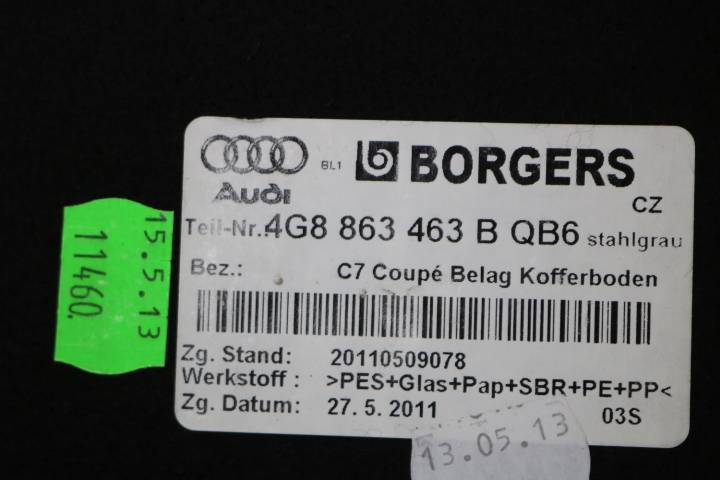 BL1 BORGERS
Audi
CZ
Teil-Nr.:4G8 863 463 B QB6 stahlgrau
Bez.: C7 Coupé Belag Kofferboden
Zg. Stand: 20110509078
Werkstoff : >PES+Glas+Pap+SBR+PE+PP<
Zg. Datum: 27. 5. 2011 03S
15.5.13
11460.
13.05.13